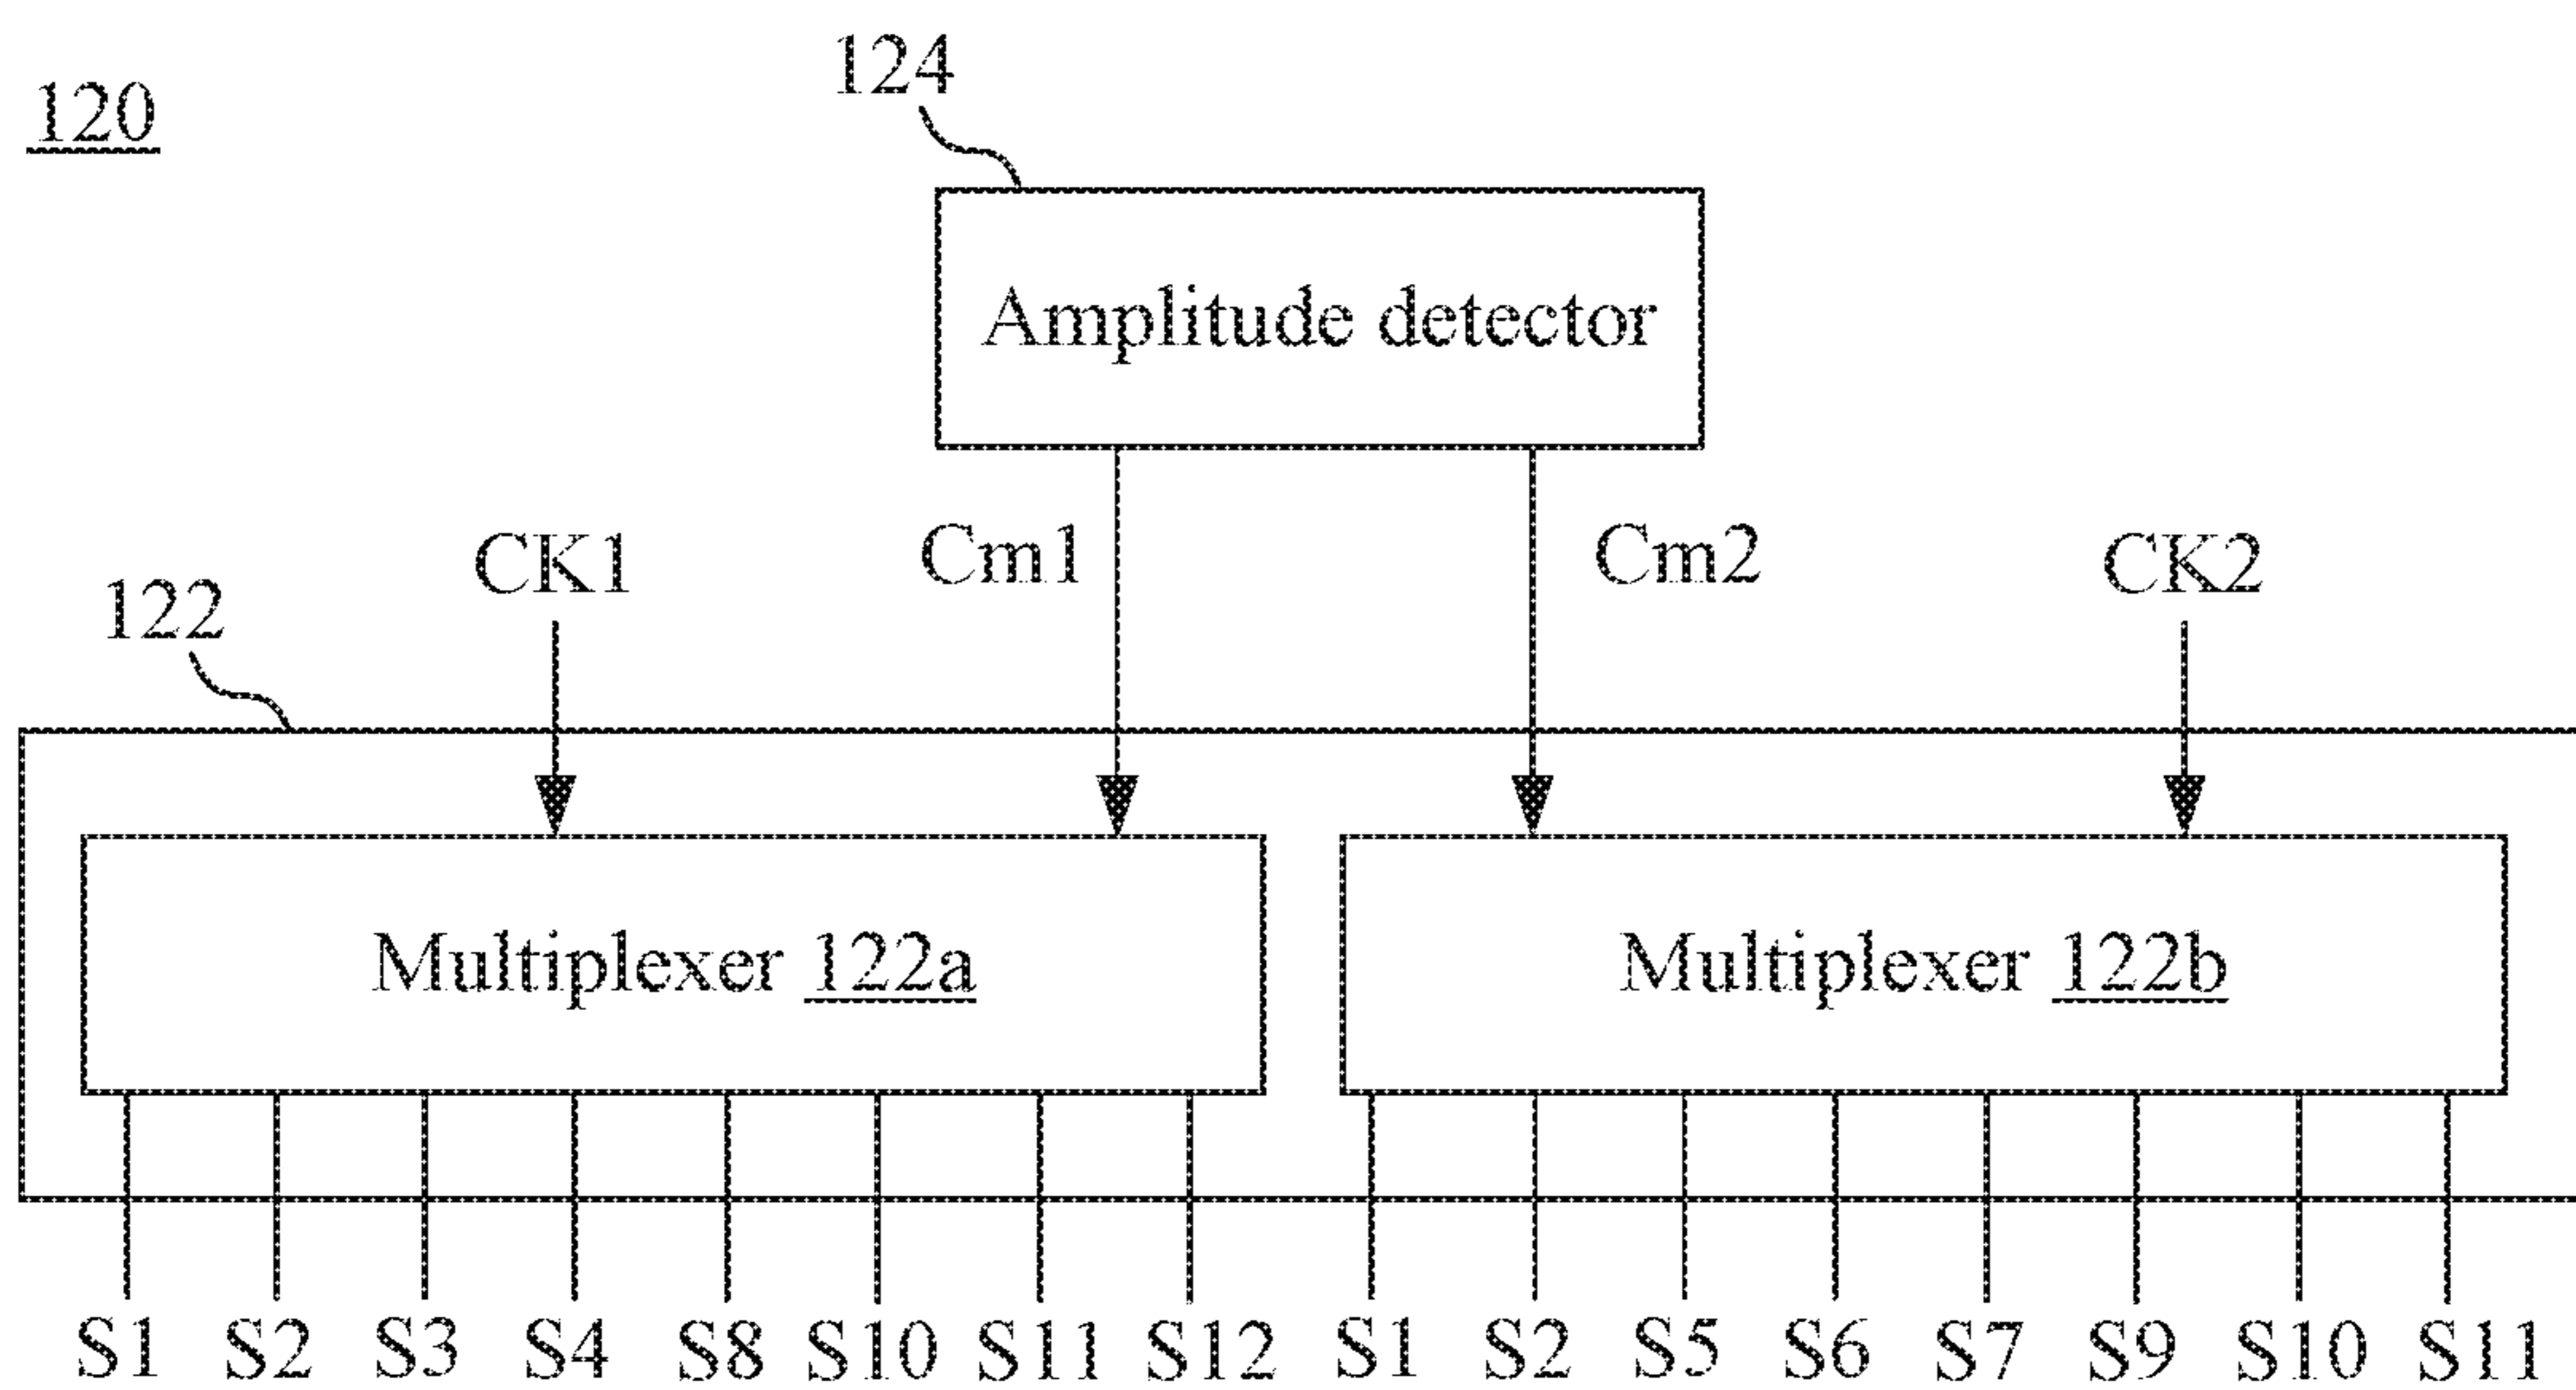 124
120
Amplitude detector
CK1 Cm1 Cm2 CK2
122
Multiplexer 122a Multiplexer 122b
S1 S2 S3 S4 S8 S10 S11 S12 S1 S2 S5 S6 S7 S9 S10 S11